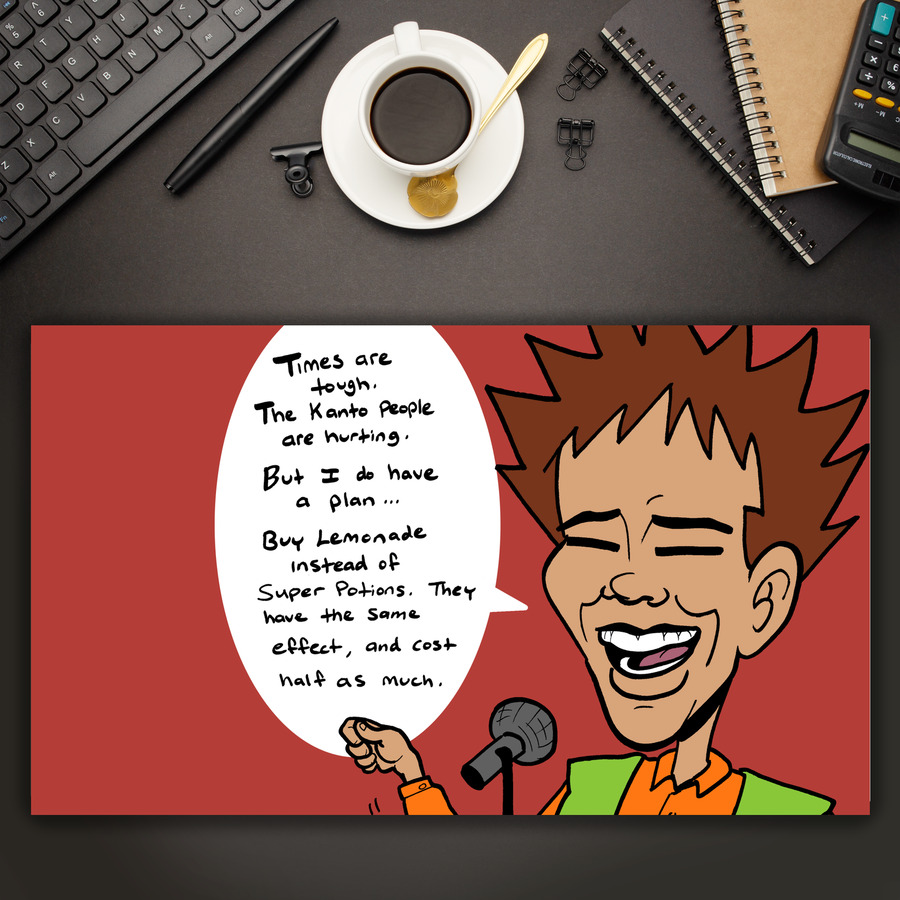 Times are
tough.
The Kanto People
are hurting.
But I do have
a plan...
Buy Lemonade
instead of
Super Potions. They
have the same
effect, and cost
half as much.